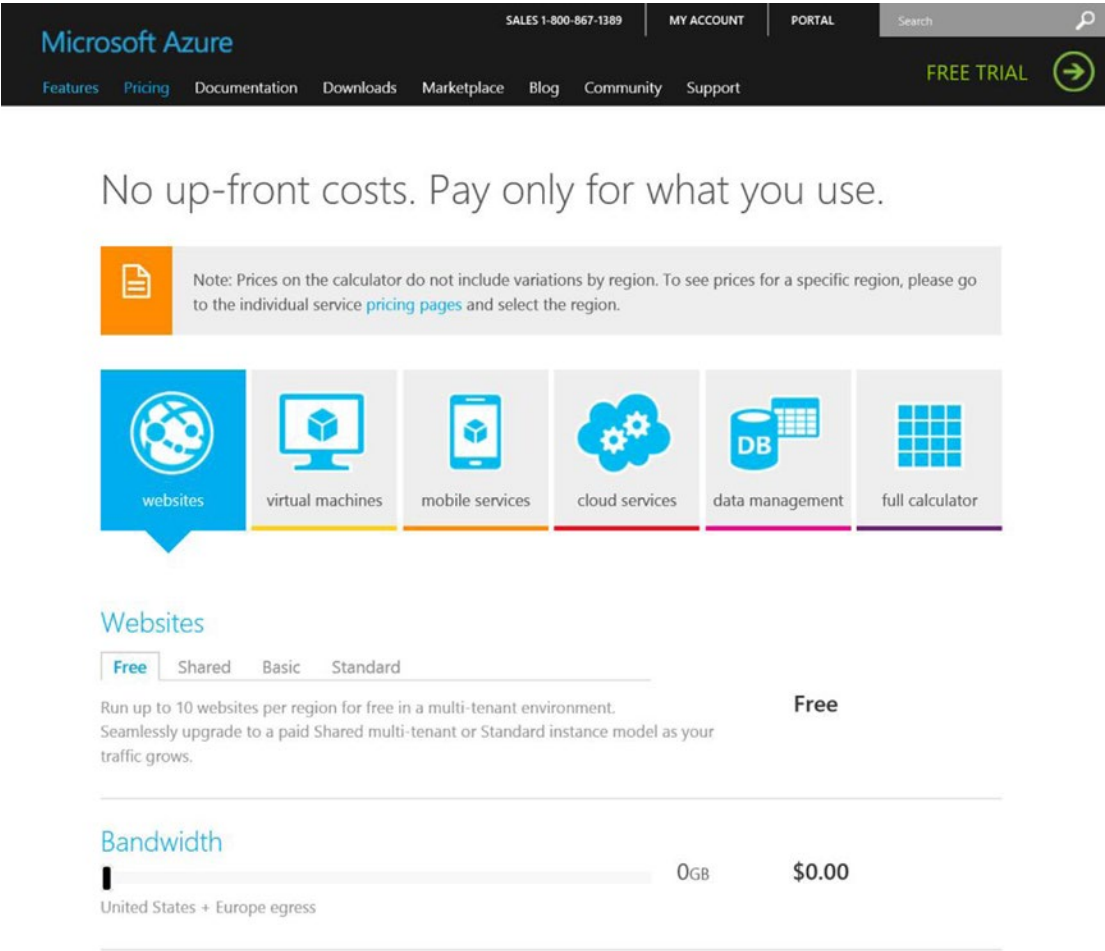 SALES 1-800-867-1389
MY ACCOUNT
PORTAL
Search
Microsoft Azure
FREE TRIAL
Features Pricing Documentation Downloads Marketplace Blog Community Support
No up-front costs. Pay only for what you use.
Note: Prices on the calculator do not include variations by region. To see prices for a specific region, please go
to the individual service pricing pages and select the region.
DB
websites
virtual machines
mobile services
cloud services
data management
full calculator
Websites
Free Shared Basic Standard
Run up to 10 websites per region for free in a multi-tenant environment.
Seamlessly upgrade to a paid Shared multi-tenant or Standard instance model as your
traffic grows.
Free
Bandwidth
0GB
$0.00
United States + Europe egress